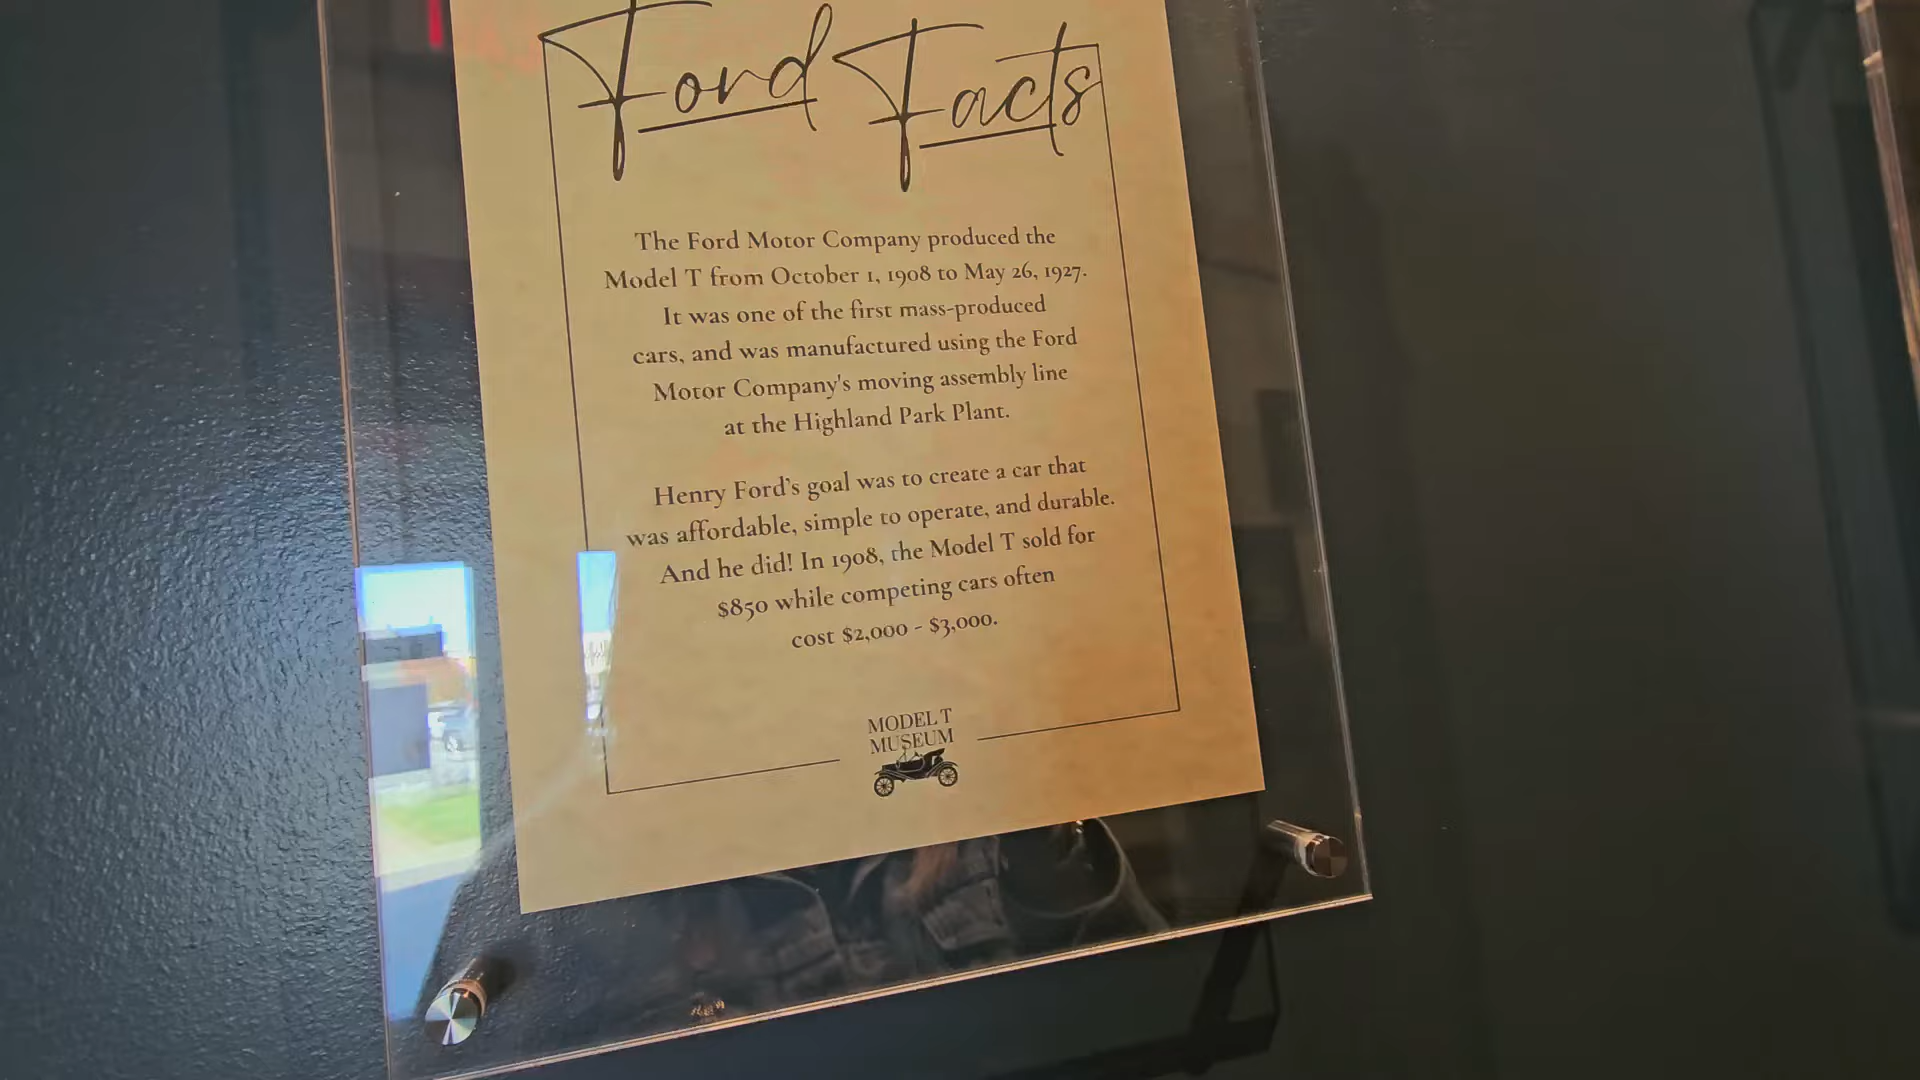 Ford Facts
The Ford Motor Company produced the
Model T from October 1, 1908 to May 26, 1927.
It was one of the first mass-produced
cars, and was manufactured using the Ford
Motor Company's moving assembly line
at the Highland Park Plant.
Henry Ford's goal was to create a car that
was affordable, simple to operate, and durable.
And he did! In 1908, the Model T sold for
$850 while competing cars often
cost $2,000 - $3,000.
MODEL T
MUSEUM